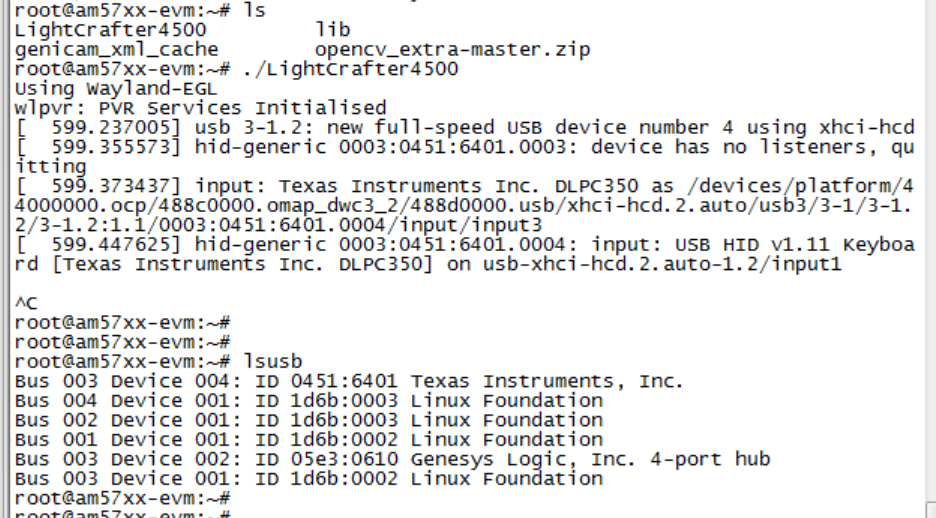 root@am57xx-evm:~# ls
LightCrafter4500 lib
genicam_xml_cache opencv_extra-master.zip
root@am57xx-evm:~# ./LightCrafter4500
Using Wayland-EGL
wlpvr: PVR Services Initialised
[ 599.237005] usb 3-1.2: new full-speed USB device number 4 using xhci-hcd
[ 599.355573] hid-generic 0003:0451:6401.0003: device has no listeners, qu
itting
[ 599.373437] input: Texas Instruments Inc. DLPC350 as /devices/platform/4
4000000.ocp/488c0000.omap_dwc3_2/488d0000.usb/xhci-hcd.2.auto/usb3/3-1/3-1.
2/3-1.2:1.1/0003:0451:6401.0004/input/input3
[ 599.447625] hid-generic 0003:0451:6401.0004: input: USB HID v1.11 Keyboa
rd [Texas Instruments Inc. DLPC350] on usb-xhci-hcd.2.auto-1.2/input1
^C
root@am57xx-evm:~#
root@am57xx-evm:~#
root@am57xx-evm:~# lsusb
Bus 003 Device 004: ID 0451:6401 Texas Instruments, Inc.
Bus 004 Device 001: ID 1d6b:0003 Linux Foundation
Bus 002 Device 001: ID 1d6b:0003 Linux Foundation
Bus 001 Device 001: ID 1d6b:0002 Linux Foundation
Bus 003 Device 002: ID 05e3:0610 Genesys Logic, Inc. 4-port hub
Bus 003 Device 001: ID 1d6b:0002 Linux Foundation
root@am57xx-evm:~#
root@am57xx-evm:~#